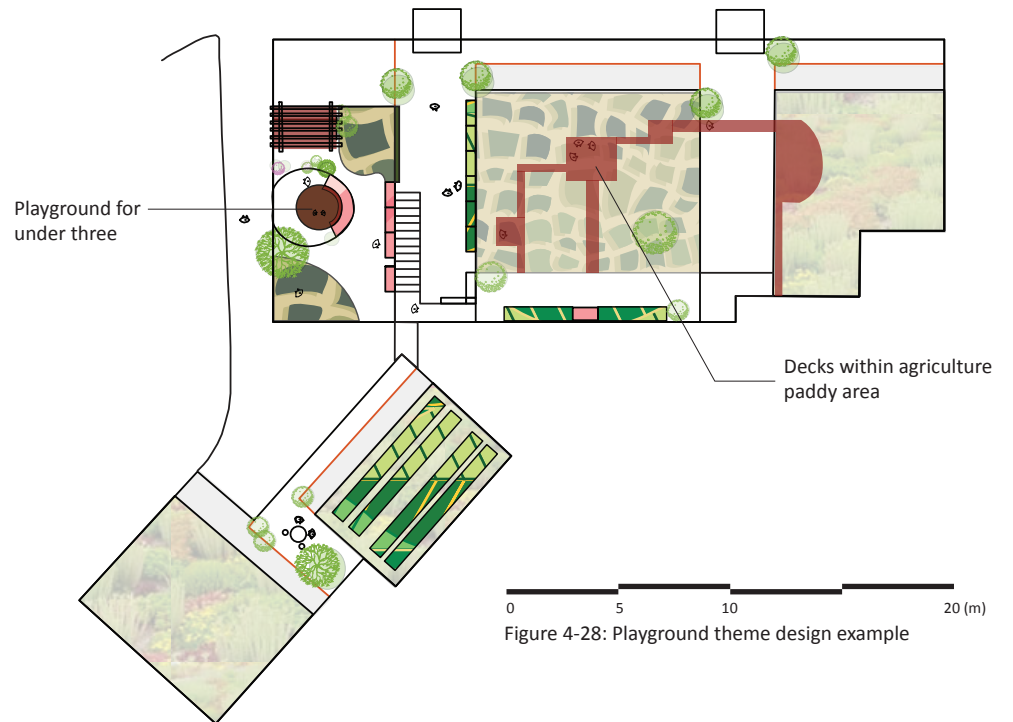 Playground for
under three
Decks within agriculture
paddy area
0 5 10 20 (m)
Figure 4-28: Playground theme design example